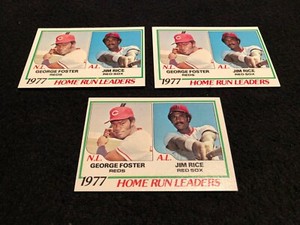 N.L. A.L.
GEORGE FOSTER JIM RICE
REDS RED SOX
1977 HOME RUN LEADERS
N.L. A.L.
GEORGE FOSTER JIM RICE
REDS RED SOX
1977 HOME RUN LEADERS
N.L. A.L.
GEORGE FOSTER JIM RICE
REDS RED SOX
1977 HOME RUN LEADERS